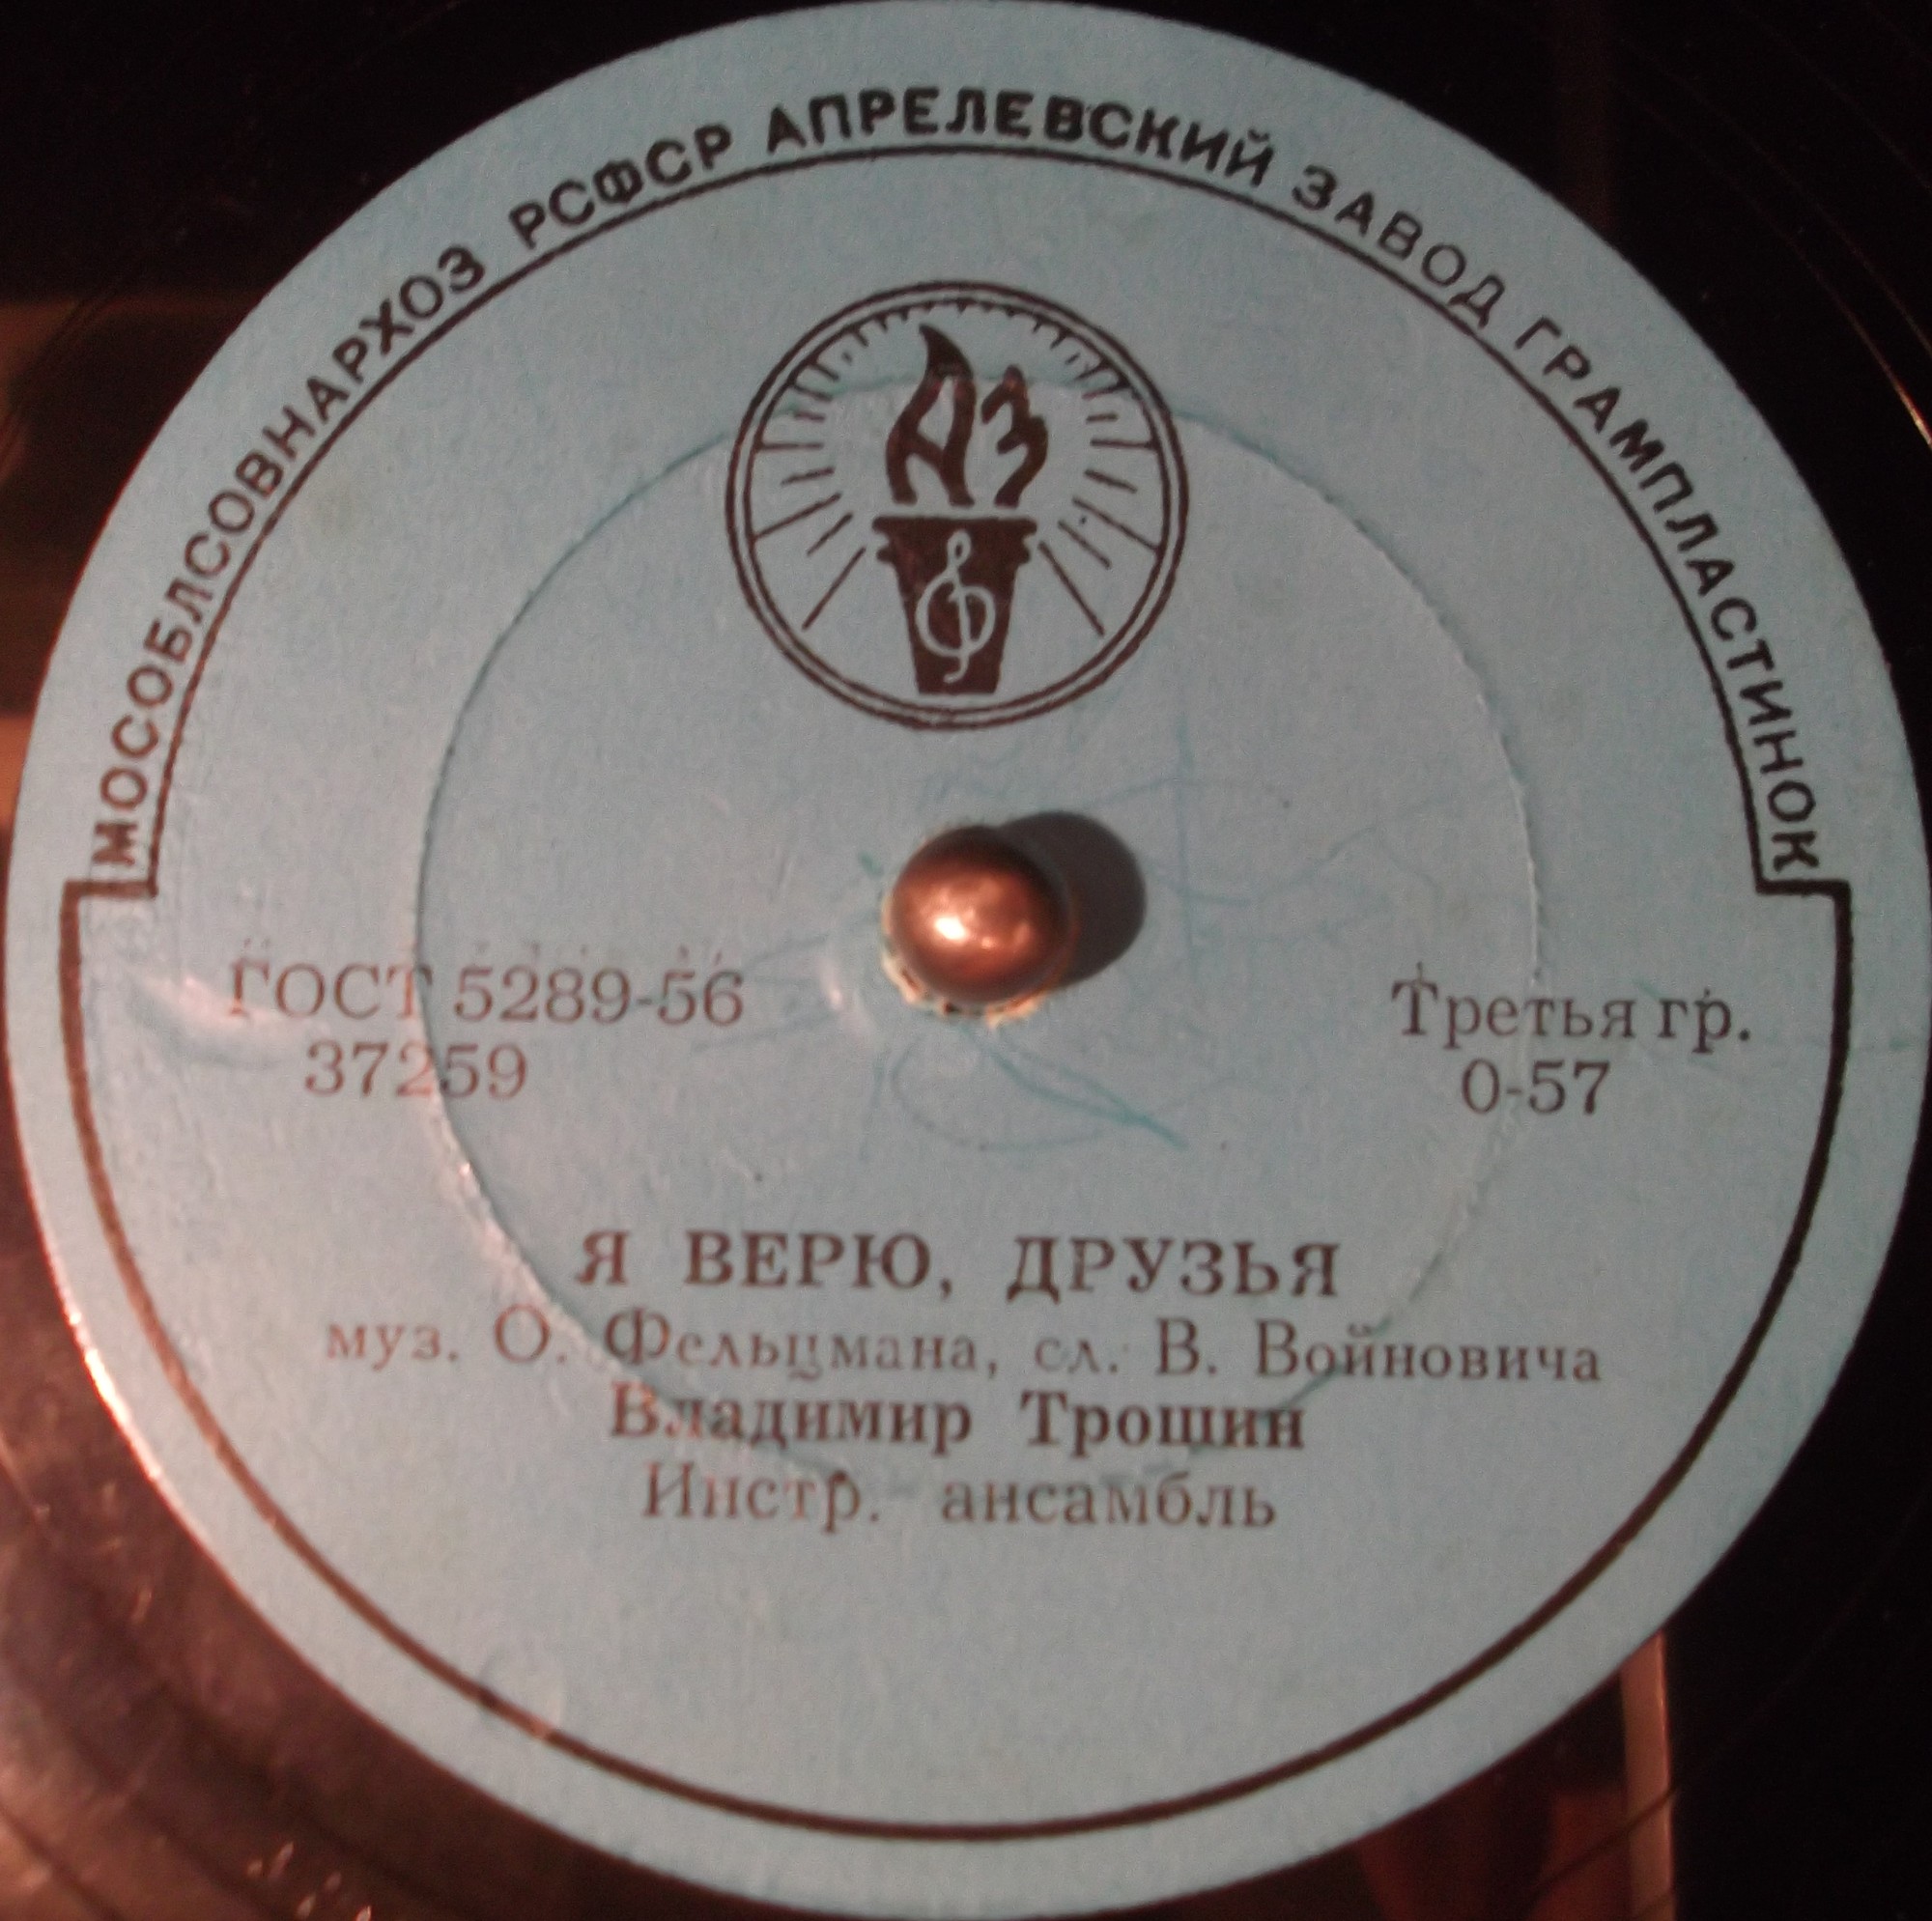 МОСОБЛСОВНАРХОЗ РСФСР АПРЕЛЕВСКИЙ ЗАВОД ГРАМПЛАСТИНОК
АЗ
ГОСТ 5289-56
37259
Третья гр.
0-57
Я ВЕРЮ, ДРУЗЬЯ
муз. О. Фельцмана, сл. В. Войновича
Владимир Трошин
Инстр. ансамбль